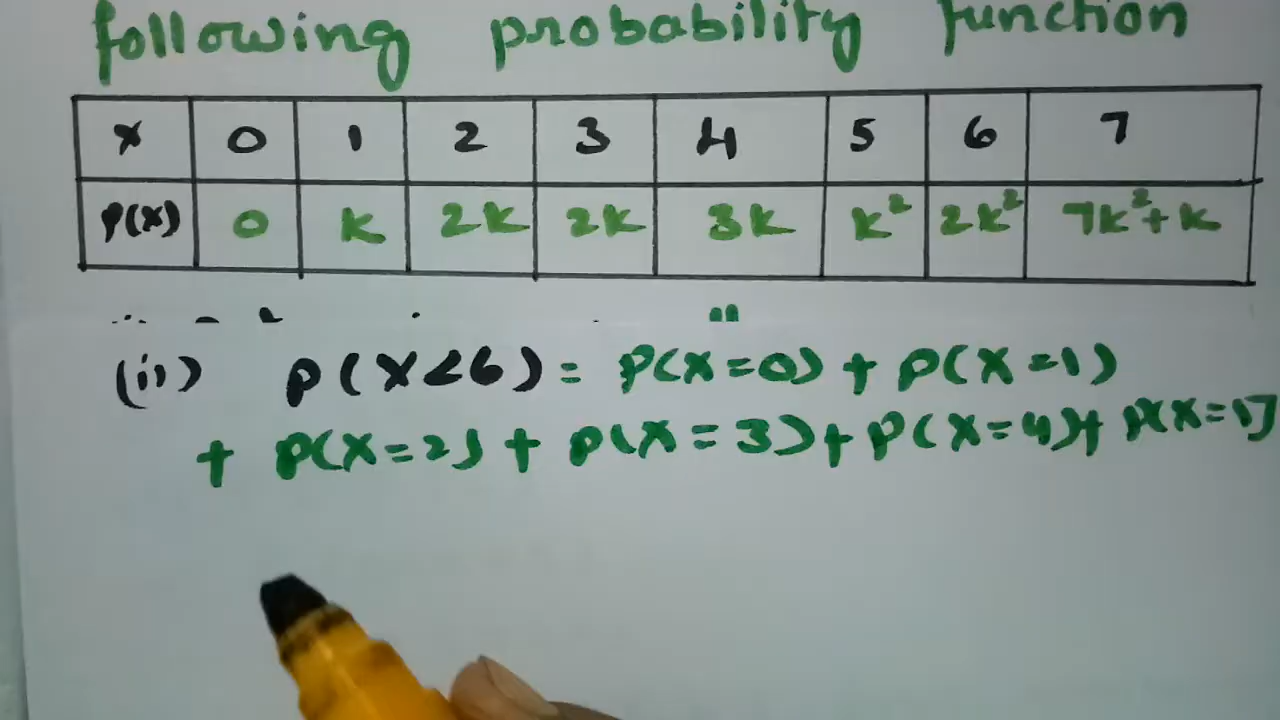 following probability function
x 0 1 2 3 4 5 6 7
P(x) 0 k 2k 2k 3k k² 2k² 7k²+k
(ii) P(X<6) = P(X=0) + P(X=1)
+ P(X=2) + P(X=3) + P(X=4) +